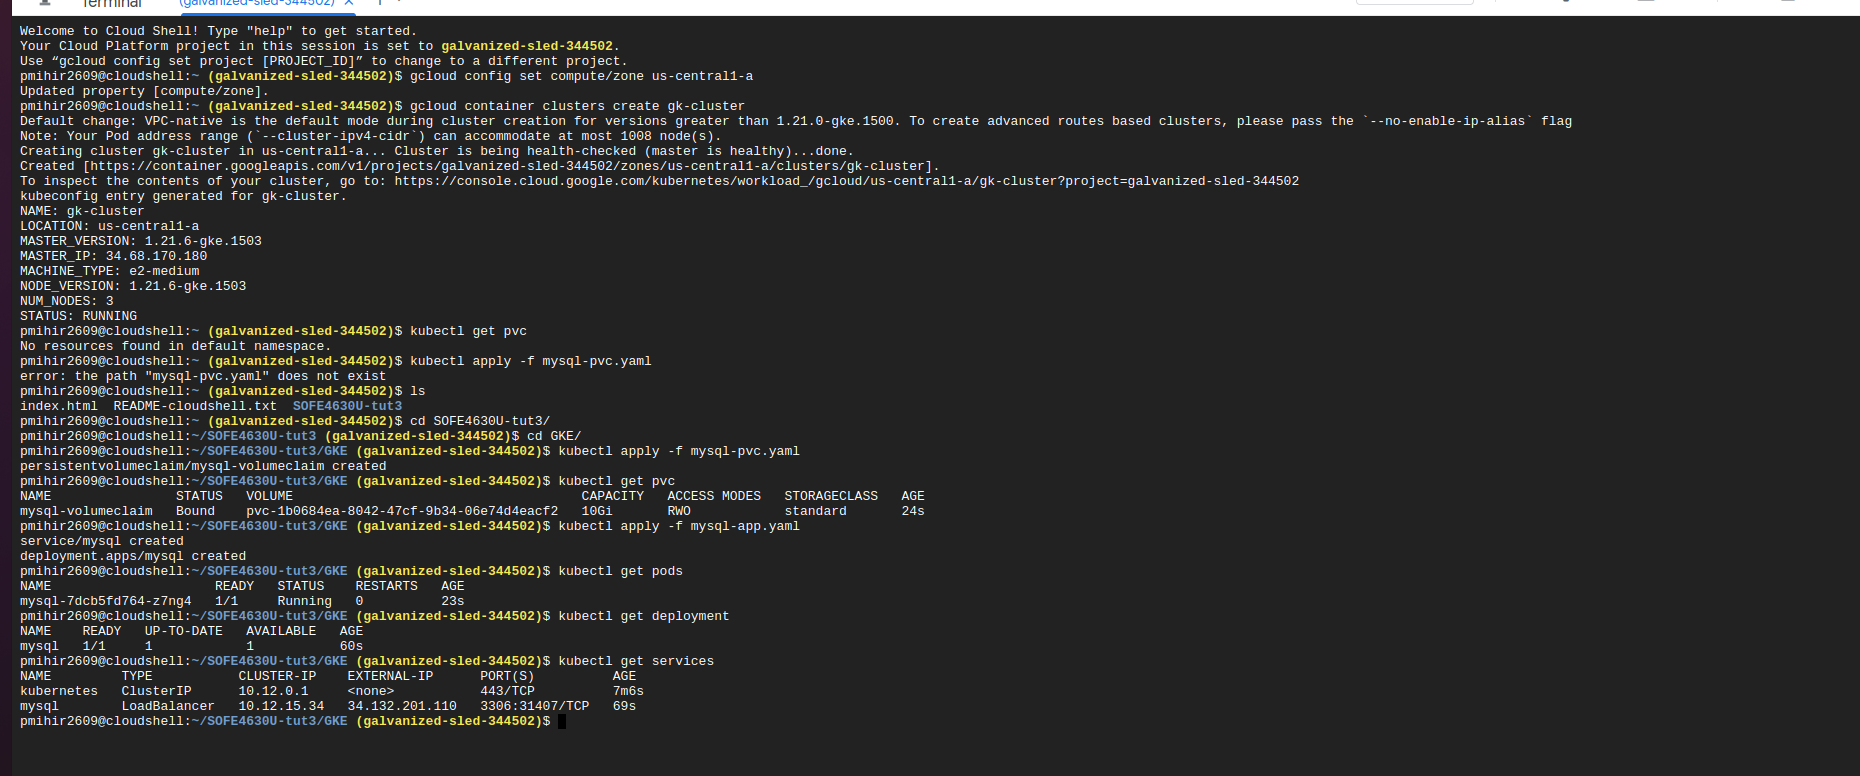 Terminal
(galvanized-sled-344502) ×
Welcome to Cloud Shell! Type "help" to get started.
Your Cloud Platform project in this session is set to galvanized-sled-344502.
Use “gcloud config set project [PROJECT_ID]” to change to a different project.
pmihir2609@cloudshell:~ (galvanized-sled-344502)$ gcloud config set compute/zone us-central1-a
Updated property [compute/zone].
pmihir2609@cloudshell:~ (galvanized-sled-344502)$ gcloud container clusters create gk-cluster
Default change: VPC-native is the default mode during cluster creation for versions greater than 1.21.0-gke.1500. To create advanced routes based clusters, please pass the `--no-enable-ip-alias` flag
Note: Your Pod address range (`--cluster-ipv4-cidr`) can accommodate at most 1008 node(s).
Creating cluster gk-cluster in us-central1-a... Cluster is being health-checked (master is healthy)...done.
Created [https://container.googleapis.com/v1/projects/galvanized-sled-344502/zones/us-central1-a/clusters/gk-cluster].
To inspect the contents of your cluster, go to: https://console.cloud.google.com/kubernetes/workload_/gcloud/us-central1-a/gk-cluster?project=galvanized-sled-344502
kubeconfig entry generated for gk-cluster.
NAME: gk-cluster
LOCATION: us-central1-a
MASTER_VERSION: 1.21.6-gke.1503
MASTER_IP: 34.68.170.180
MACHINE_TYPE: e2-medium
NODE_VERSION: 1.21.6-gke.1503
NUM_NODES: 3
STATUS: RUNNING
pmihir2609@cloudshell:~ (galvanized-sled-344502)$ kubectl get pvc
No resources found in default namespace.
pmihir2609@cloudshell:~ (galvanized-sled-344502)$ kubectl apply -f mysql-pvc.yaml
error: the path "mysql-pvc.yaml" does not exist
pmihir2609@cloudshell:~ (galvanized-sled-344502)$ ls
index.html  README-cloudshell.txt  SOFE4630U-tut3
pmihir2609@cloudshell:~ (galvanized-sled-344502)$ cd SOFE4630U-tut3/
pmihir2609@cloudshell:~/SOFE4630U-tut3 (galvanized-sled-344502)$ cd GKE/
pmihir2609@cloudshell:~/SOFE4630U-tut3/GKE (galvanized-sled-344502)$ kubectl apply -f mysql-pvc.yaml
persistentvolumeclaim/mysql-volumeclaim created
pmihir2609@cloudshell:~/SOFE4630U-tut3/GKE (galvanized-sled-344502)$ kubectl get pvc
NAME                STATUS   VOLUME                                     CAPACITY   ACCESS MODES   STORAGECLASS   AGE
mysql-volumeclaim   Bound    pvc-1b0684ea-8042-47cf-9b34-06e74d4eacf2   10Gi       RWO            standard       24s
pmihir2609@cloudshell:~/SOFE4630U-tut3/GKE (galvanized-sled-344502)$ kubectl apply -f mysql-app.yaml
service/mysql created
deployment.apps/mysql created
pmihir2609@cloudshell:~/SOFE4630U-tut3/GKE (galvanized-sled-344502)$ kubectl get pods
NAME                     READY   STATUS    RESTARTS   AGE
mysql-7dcb5fd764-z7ng4   1/1     Running   0          23s
pmihir2609@cloudshell:~/SOFE4630U-tut3/GKE (galvanized-sled-344502)$ kubectl get deployment
NAME    READY   UP-TO-DATE   AVAILABLE   AGE
mysql   1/1     1            1           60s
pmihir2609@cloudshell:~/SOFE4630U-tut3/GKE (galvanized-sled-344502)$ kubectl get services
NAME         TYPE           CLUSTER-IP    EXTERNAL-IP      PORT(S)          AGE
kubernetes   ClusterIP      10.12.0.1     <none>           443/TCP          7m6s
mysql        LoadBalancer   10.12.15.34   34.132.201.110   3306:31407/TCP   69s
pmihir2609@cloudshell:~/SOFE4630U-tut3/GKE (galvanized-sled-344502)$